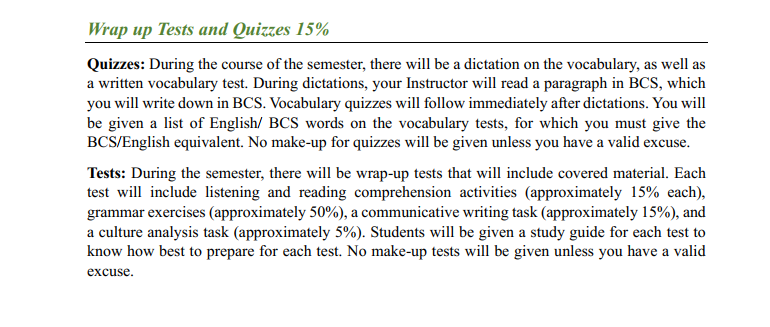 Wrap up Tests and Quizzes 15%
Quizzes: During the course of the semester, there will be a dictation on the vocabulary, as well as
a written vocabulary test. During dictations, your Instructor will read a paragraph in BCS, which
you will write down in BCS. Vocabulary quizzes will follow immediately after dictations. You will
be given a list of English/ BCS words on the vocabulary tests, for which you must give the
BCS/English equivalent. No make-up for quizzes will be given unless you have a valid excuse.
Tests: During the semester, there will be wrap-up tests that will include covered material. Each
test will include listening and reading comprehension activities (approximately 15% each),
grammar exercises (approximately 50%), a communicative writing task (approximately 15%), and
a culture analysis task (approximately 5%). Students will be given a study guide for each test to
know how best to prepare for each test. No make-up tests will be given unless you have a valid
excuse.